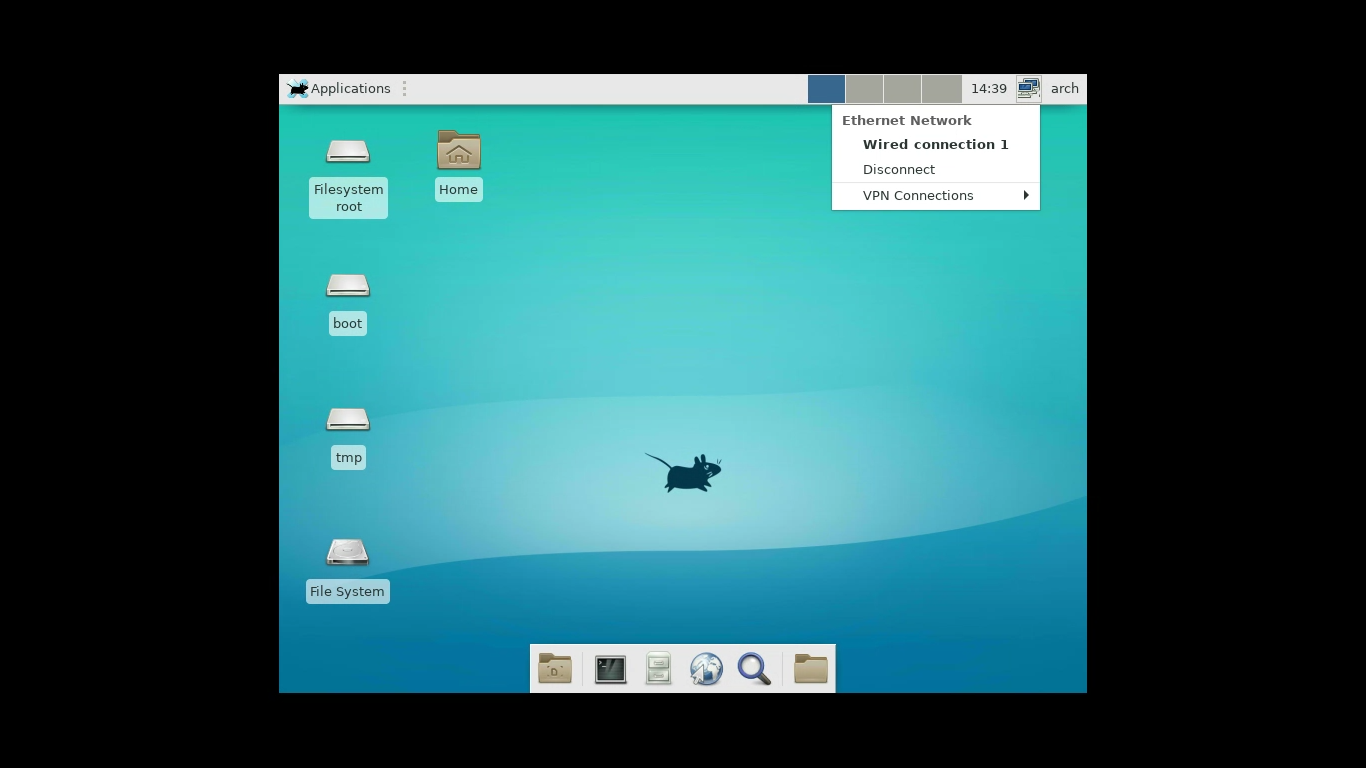 Applications
14:39
arch
Ethernet Network
Wired connection 1
Disconnect
VPN Connections
Filesystem
root
Home
boot
tmp
File System